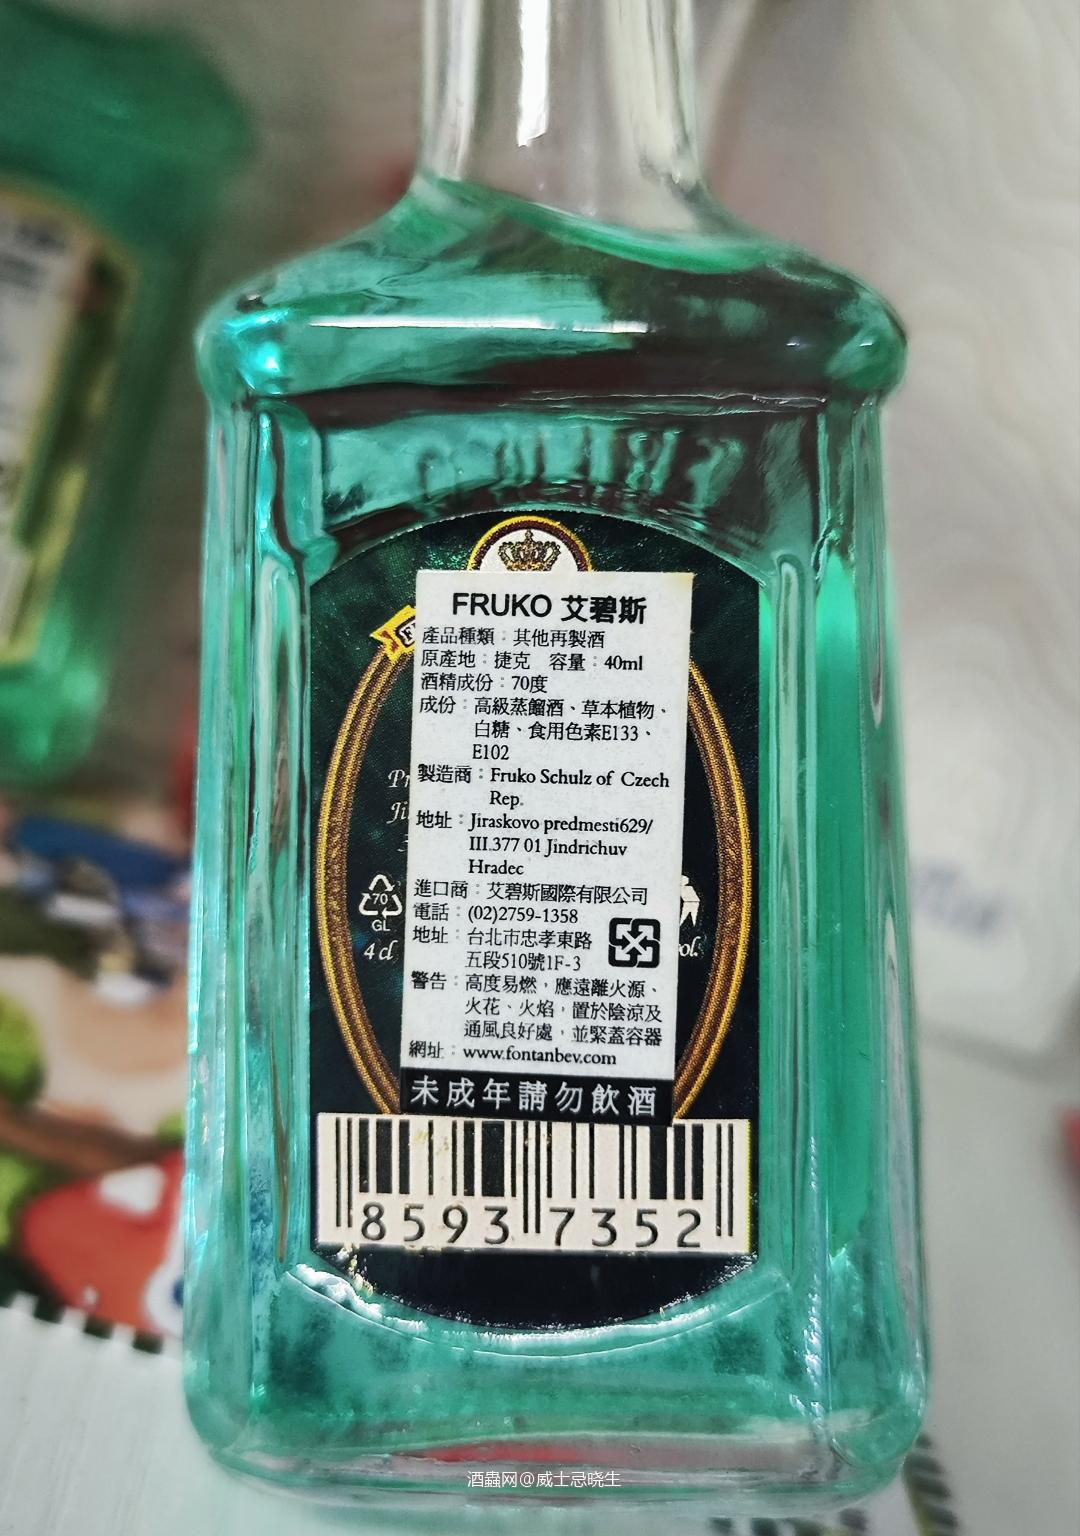 FRUKO 艾碧斯
產品種類：其他再製酒
原產地：捷克 容量：40ml
酒精成份：70度
成份：高級蒸餾酒、草本植物、
白糖、食用色素E133、
E102
製造商：Fruko Schulz of Czech
Rep.
地址：Jiraskovo predmesti629/
III.377 01 Jindrichuv
Hradec
進口商：艾碧斯國際有限公司
電話：(02)2759-1358
地址：台北市忠孝東路
五段510號1F-3
警告：高度易燃，應遠離火源、
火花、火焰，置於陰涼及
通風良好處，並緊蓋容器
網址：www.fontanbev.com
未成年請勿飲酒
70
GL
4 cl
8593 7352
酒蟲网@威士忌晓生